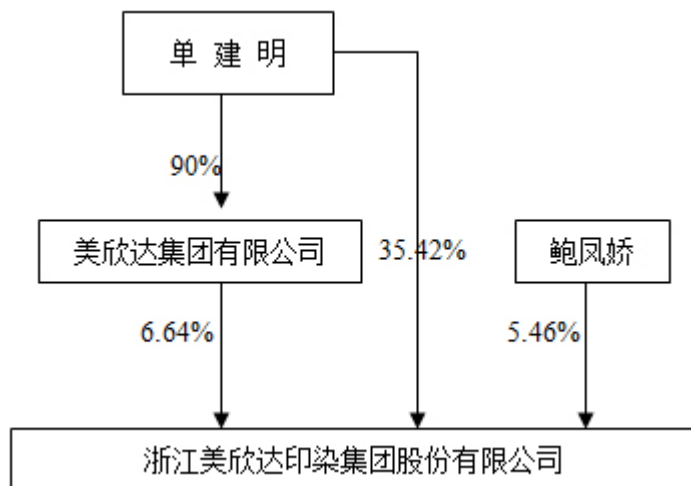 单 建 明
90%
美欣达集团有限公司
35.42%
鲍凤娇
6.64%
5.46%
浙江美欣达印染集团股份有限公司